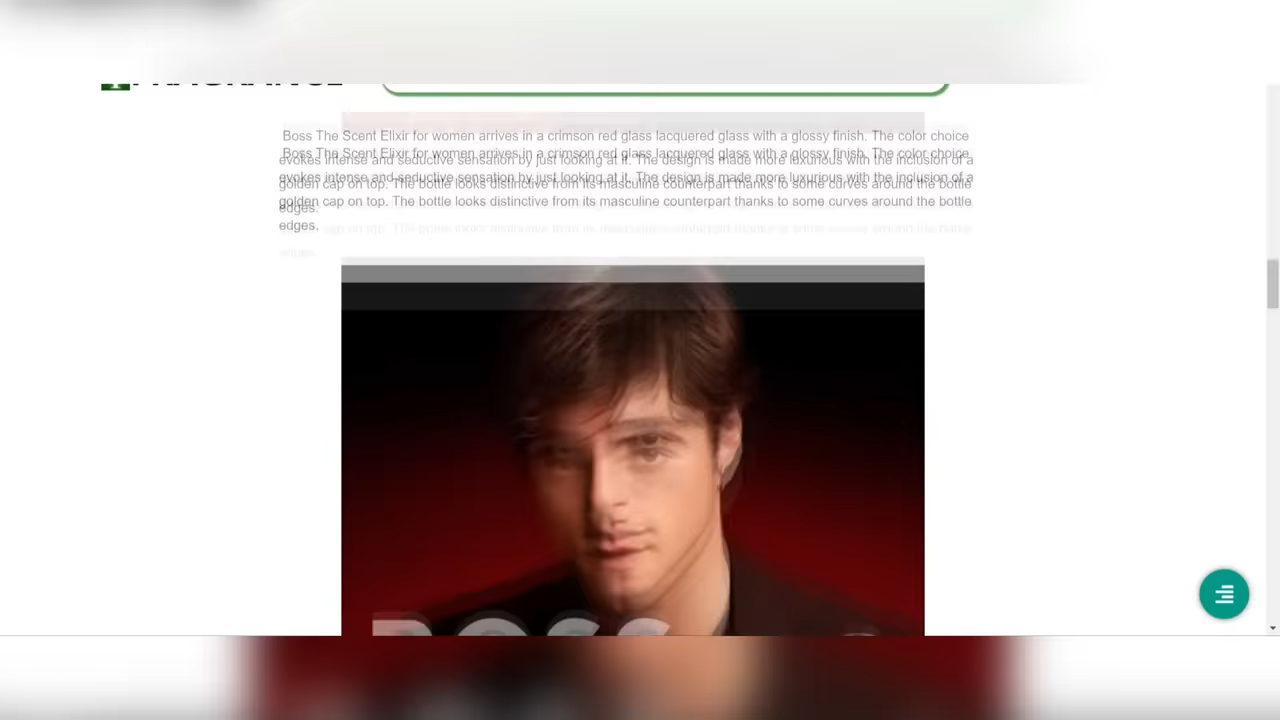 FRAGRANCE
Boss The Scent Elixir for women arrives in a crimson red glass lacquered glass with a glossy finish. The color choice
evokes intense and seductive sensation by just looking at it. The design is made more luxurious with the inclusion of a
golden cap on top. The bottle looks distinctive from its masculine counterpart thanks to some curves around the bottle
edges.
BOSS